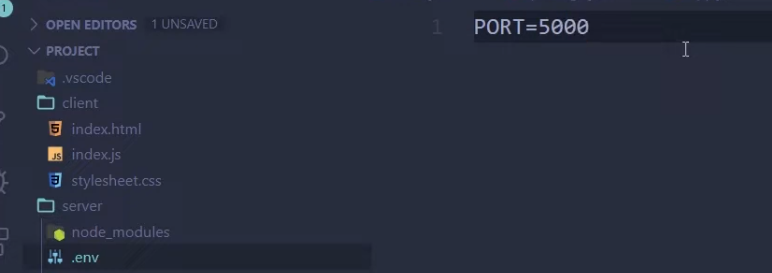 1
OPEN EDITORS 1 UNSAVED
PROJECT
.vscode
client
index.html
JS index.js
stylesheet.css
server
node_modules
.env
1 PORT=5000